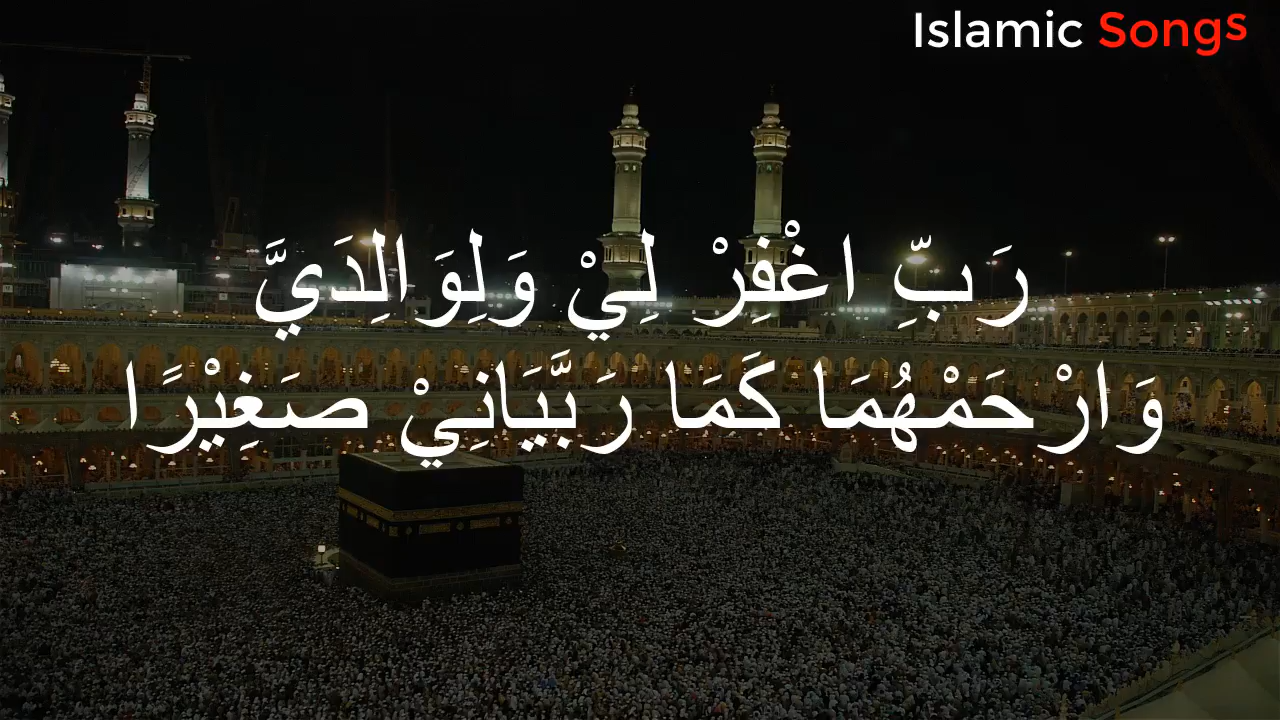 Islamic Songs
رَبِّ اغْفِرْ لِيْ وَلِوَالِدَيَّ
وَارْحَمْهُمَا كَمَا رَبَّيَانِيْ صَغِيْرًا